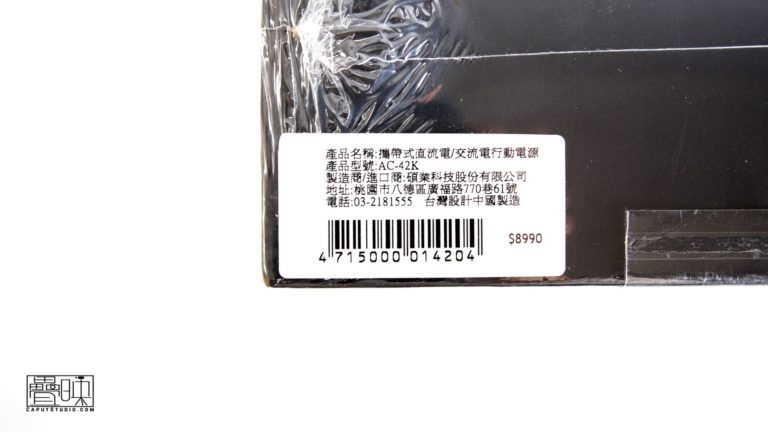 產品名稱:攜帶式直流電/交流電行動電源
產品型號:AC-42K
製造商/進口商:碩業科技股份有限公司
地址:桃園市八德區廣福路770巷61號
電話:03-2181555 台灣設計中國製造
$8990
4 715000 014204
CAPUTSTUDIO.COM